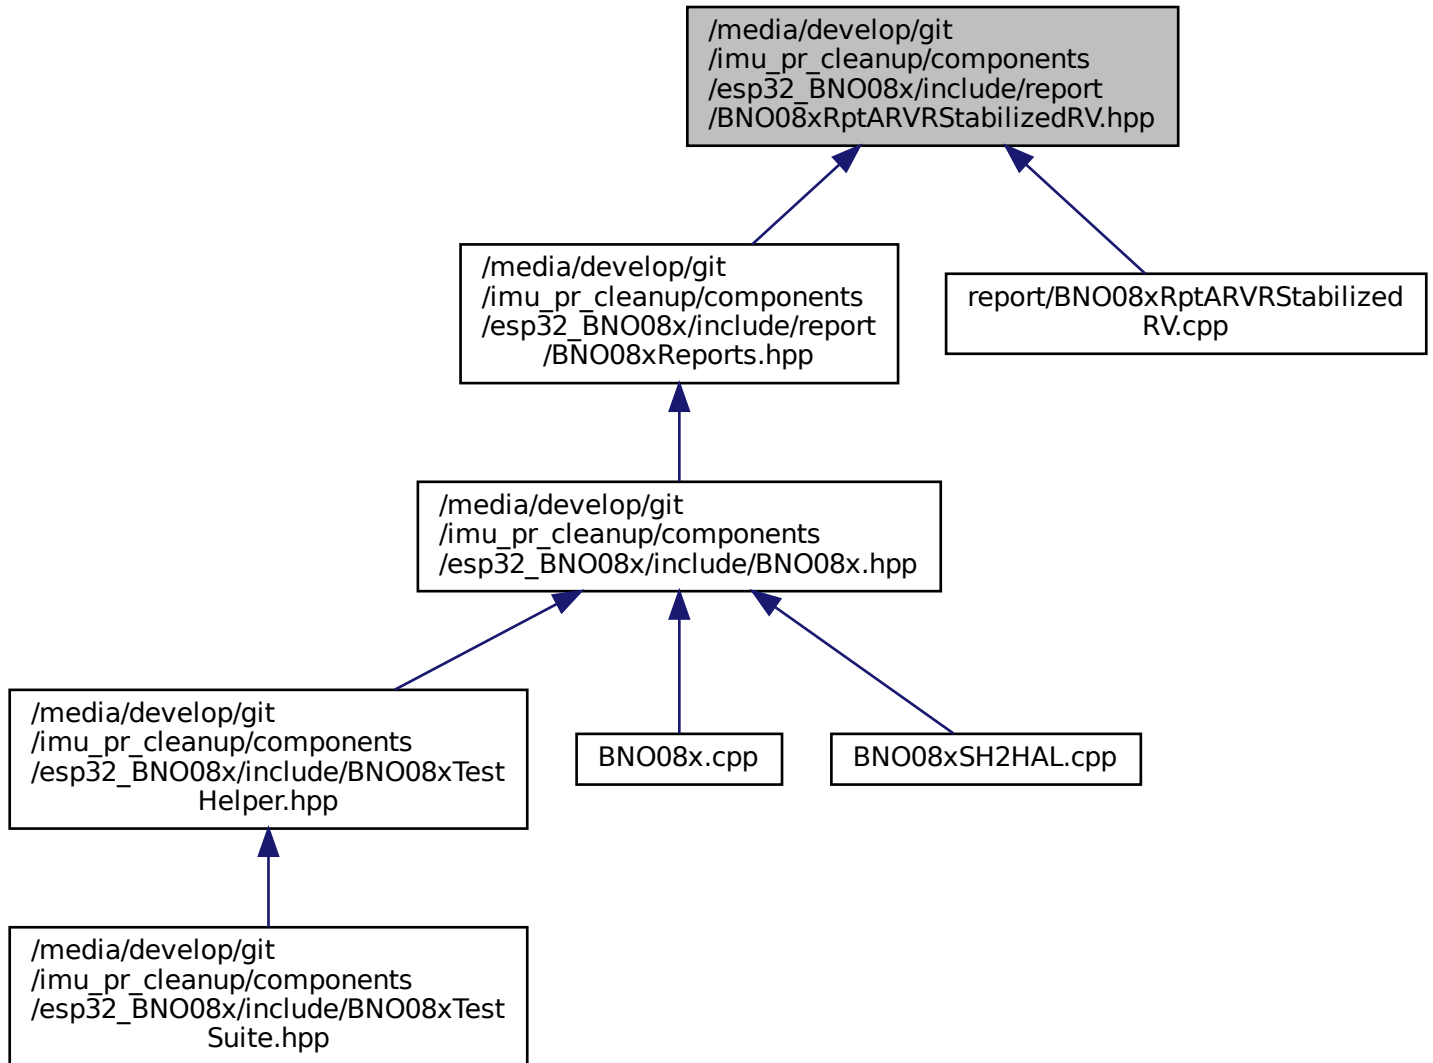 /media/develop/git
/imu_pr_cleanup/components
/esp32_BNO08x/include/report
/BNO08xRptARVRStabilizedRV.hpp
/media/develop/git
/imu_pr_cleanup/components
/esp32_BNO08x/include/report
/BNO08xReports.hpp
report/BNO08xRptARVRStabilized
RV.cpp
/media/develop/git
/imu_pr_cleanup/components
/esp32_BNO08x/include/BNO08x.hpp
/media/develop/git
/imu_pr_cleanup/components
/esp32_BNO08x/include/BNO08xTest
Helper.hpp
BNO08x.cpp
BNO08xSH2HAL.cpp
/media/develop/git
/imu_pr_cleanup/components
/esp32_BNO08x/include/BNO08xTest
Suite.hpp